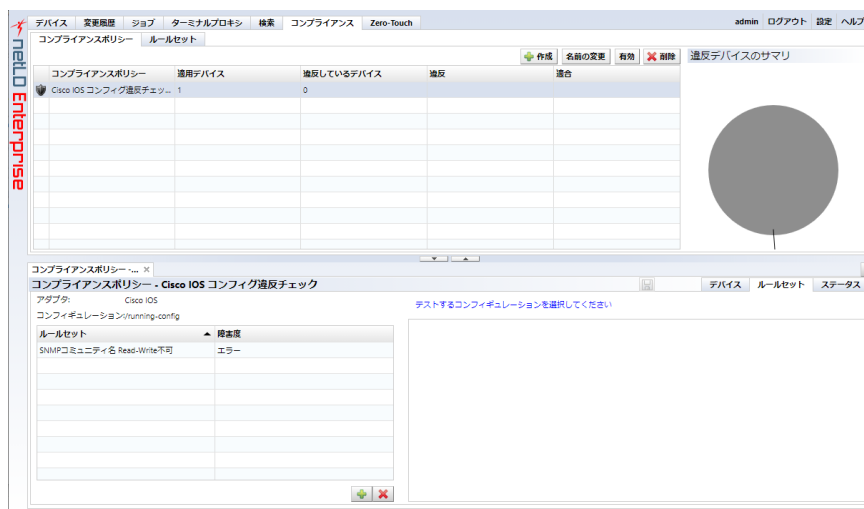 デバイス 変更履歴 ジョブ ターミナルプロキシ 検索 コンプライアンス Zero-Touch admin ログアウト 設定 ヘルプ
コンプライアンスポリシー ルールセット
netLD Enterprise
作成 名前の変更 有効 削除 違反デバイスのサマリ
コンプライアンスポリシー 適用デバイス 違反しているデバイス 違反 適合
Cisco IOS コンフィグ違反チェッ... 1 0
コンプライアンスポリシー -... ×
コンプライアンスポリシー - Cisco IOS コンフィグ違反チェック デバイス ルールセット ステータス
アダプタ: Cisco IOS テストするコンフィギュレーションを選択してください
コンフィギュレーション:/running-config
ルールセット 障害度
SNMPコミュニティ名 Read-Write不可 エラー